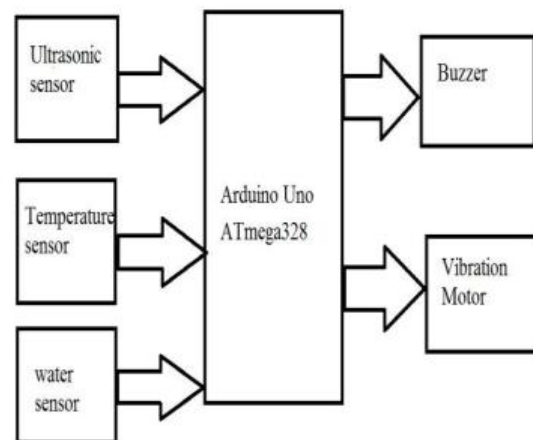 Ultrasonic
sensor
Temperature
sensor
water
sensor
Arduino Uno
ATmega328
Buzzer
Vibration
Motor